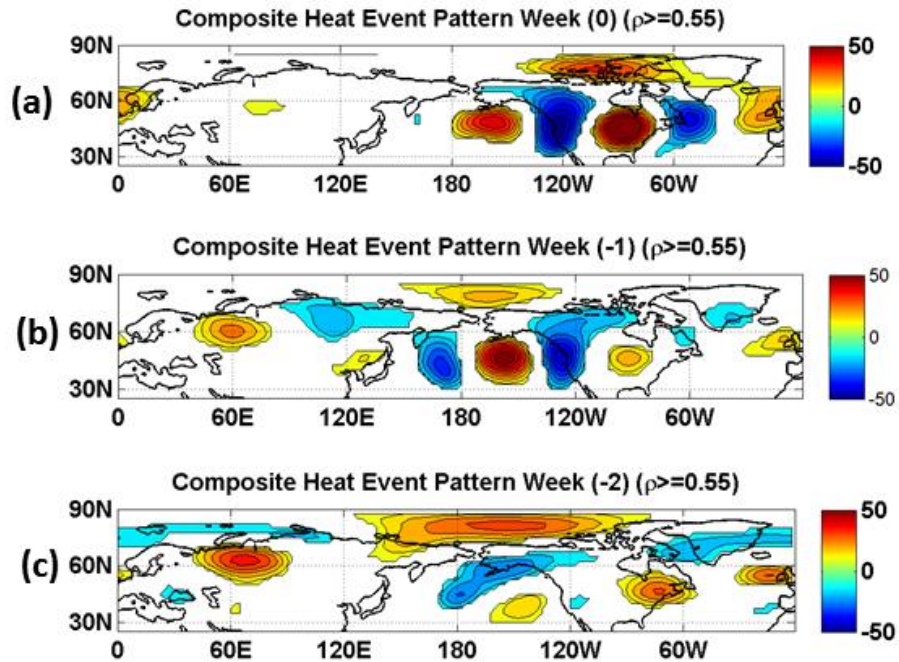 Composite Heat Event Pattern Week (0) (ρ>=0.55)
(a)
90N
60N
30N
0 60E 120E 180 120W 60W
50
0
-50
Composite Heat Event Pattern Week (-1) (ρ>=0.55)
(b)
90N
60N
30N
0 60E 120E 180 120W 60W
50
0
-50
Composite Heat Event Pattern Week (-2) (ρ>=0.55)
(c)
90N
60N
30N
0 60E 120E 180 120W 60W
50
0
-50